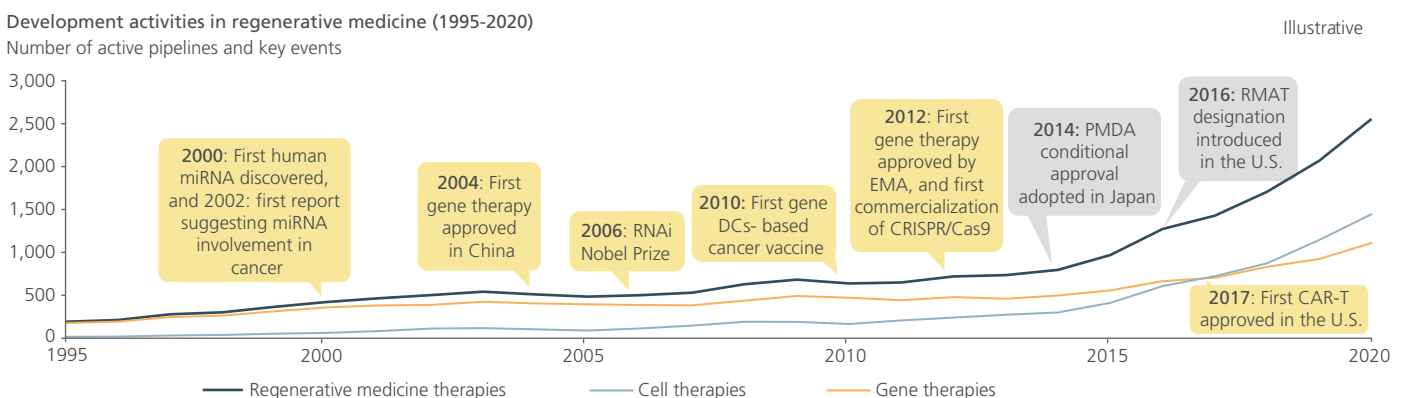 Development activities in regenerative medicine (1995-2020)
Illustrative
Number of active pipelines and key events
3,000
2,500
2,000
1,500
1,000
500
0
2000: First human
miRNA discovered,
and 2002: first report
suggesting miRNA
involvement in
cancer
2004: First
gene therapy
approved
in China
2006: RNAi
Nobel Prize
2010: First gene
DCs- based
cancer vaccine
2012: First
gene therapy
approved by
EMA, and first
commercialization
of CRISPR/Cas9
2014: PMDA
conditional
approval
adopted in Japan
2016: RMAT
designation
introduced
in the U.S.
2017: First CAR-T
approved in the U.S.
1995 2000 2005 2010 2015 2020
Regenerative medicine therapies Cell therapies Gene therapies